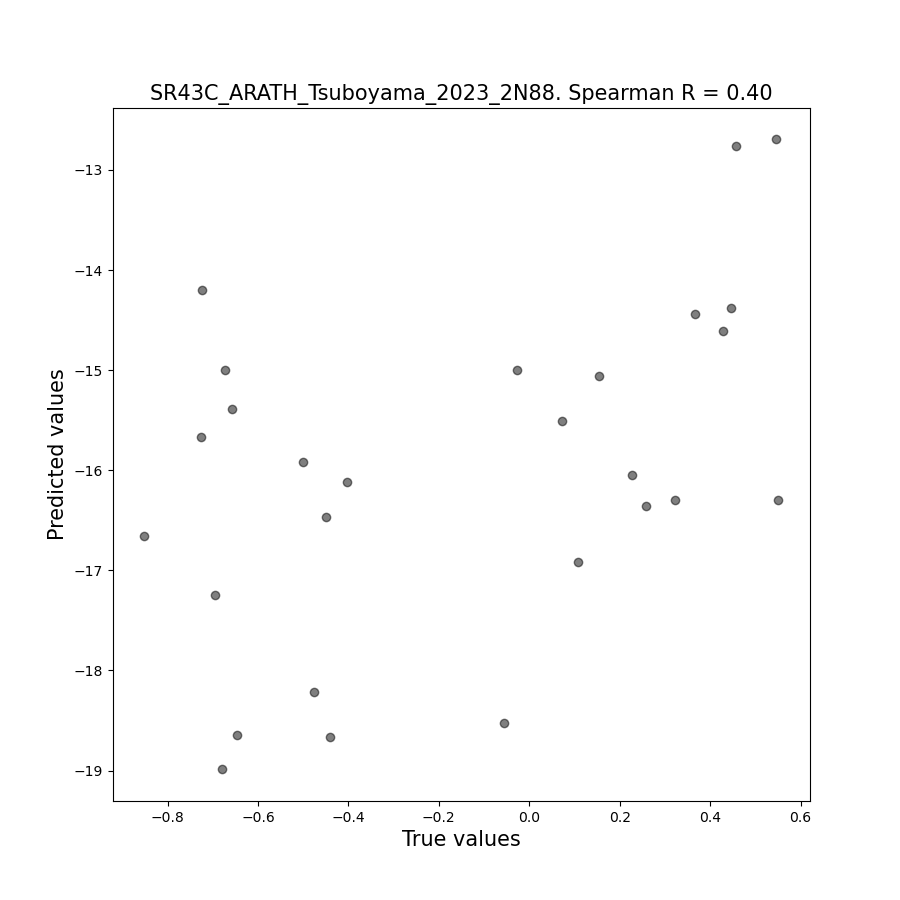 SR43C_ARATH_Tsuboyama_2023_2N88. Spearman R = 0.40
Predicted values
−13
−14
−15
−16
−17
−18
−19
−0.8 −0.6 −0.4 −0.2 0.0 0.2 0.4 0.6
True values